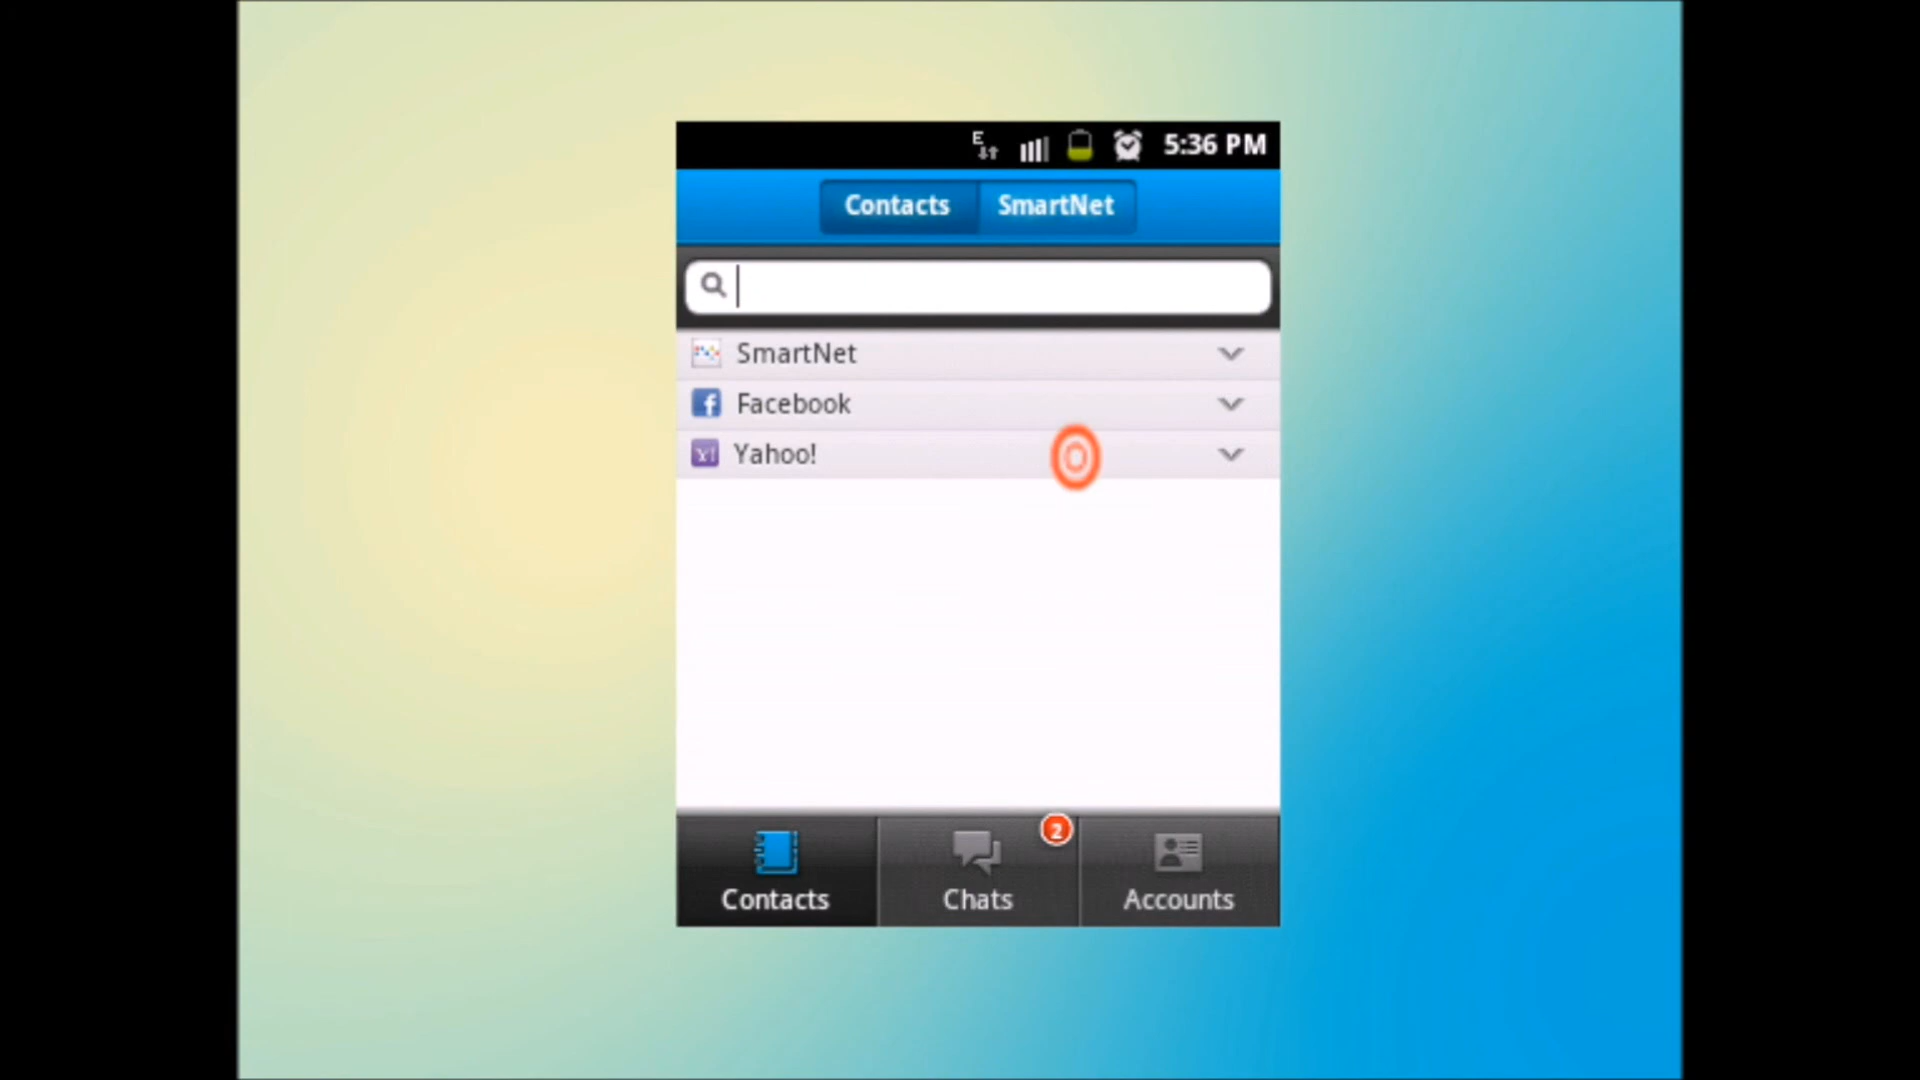 E
5:36 PM
Contacts SmartNet
SmartNet
f Facebook
Y! Yahoo!
2
Contacts Chats Accounts